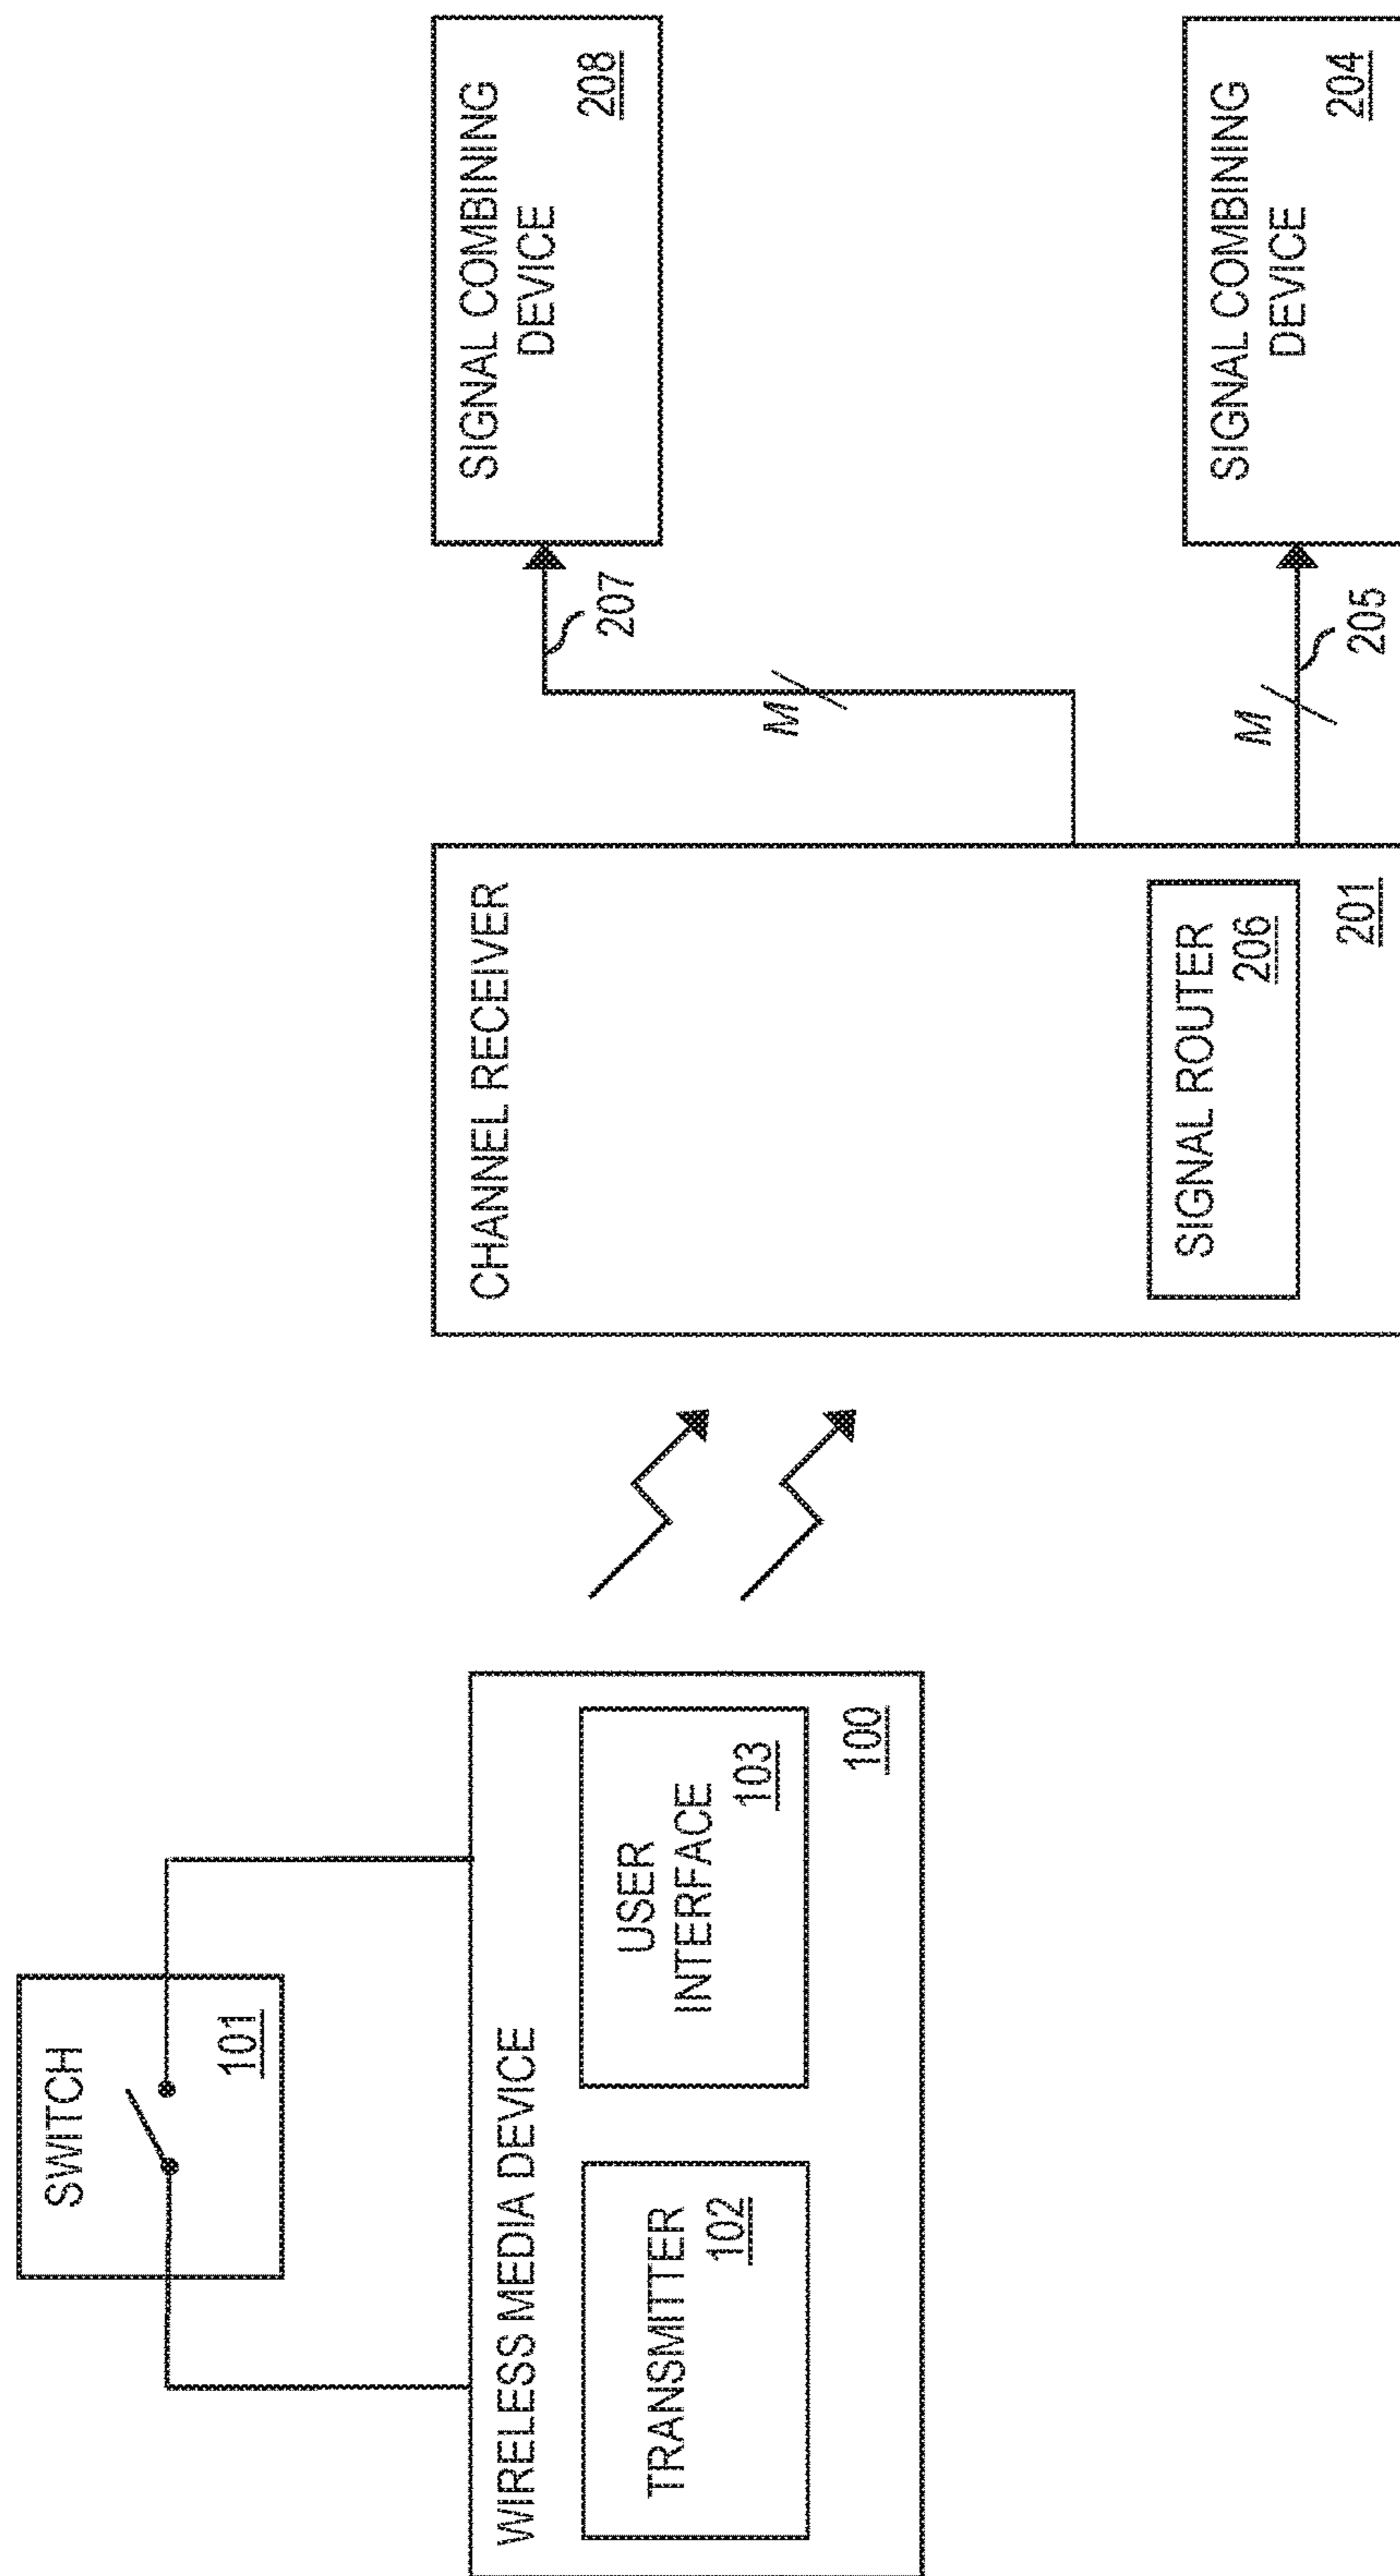 SWITCH
101
WIRELESS MEDIA DEVICE
TRANSMITTER
102
USER
INTERFACE
103
100
CHANNEL RECEIVER
SIGNAL ROUTER
206
201
M
207
M
205
SIGNAL COMBINING
DEVICE
208
SIGNAL COMBINING
DEVICE
204